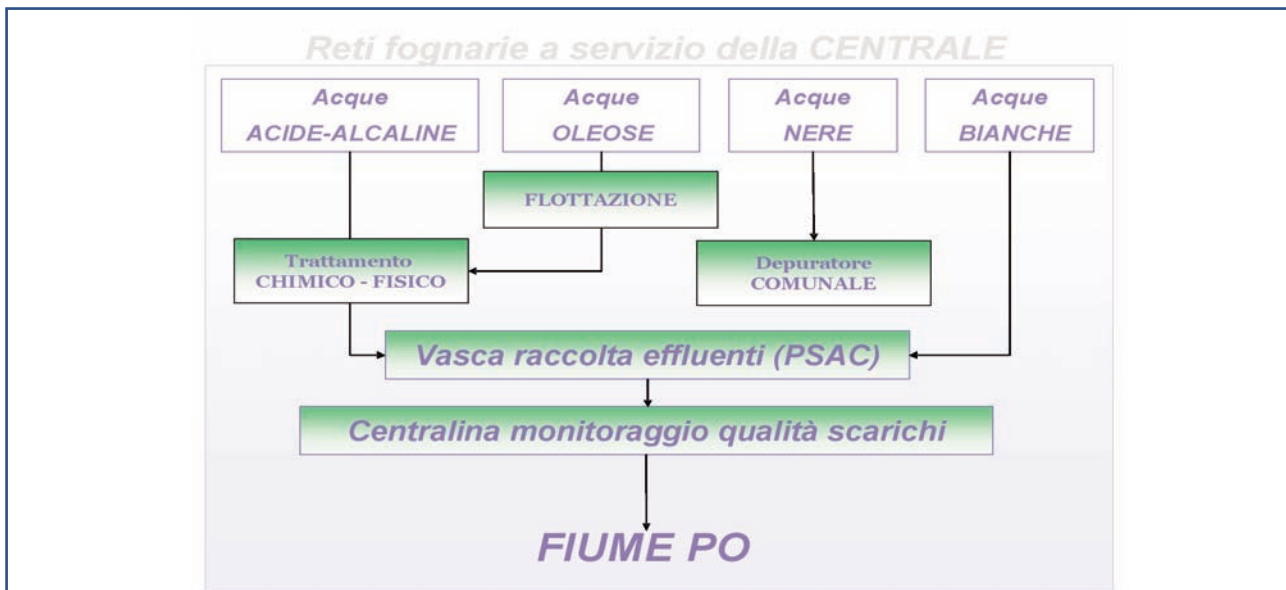 Reti fognarie a servizio della CENTRALE
Acque
ACIDE-ALCALINE
Acque
OLEOSE
Acque
NERE
Acque
BIANCHE
FLOTTAZIONE
Trattamento
CHIMICO - FISICO
Depuratore
COMUNALE
Vasca raccolta effluenti (PSAC)
Centralina monitoraggio qualità scarichi
FIUME PO